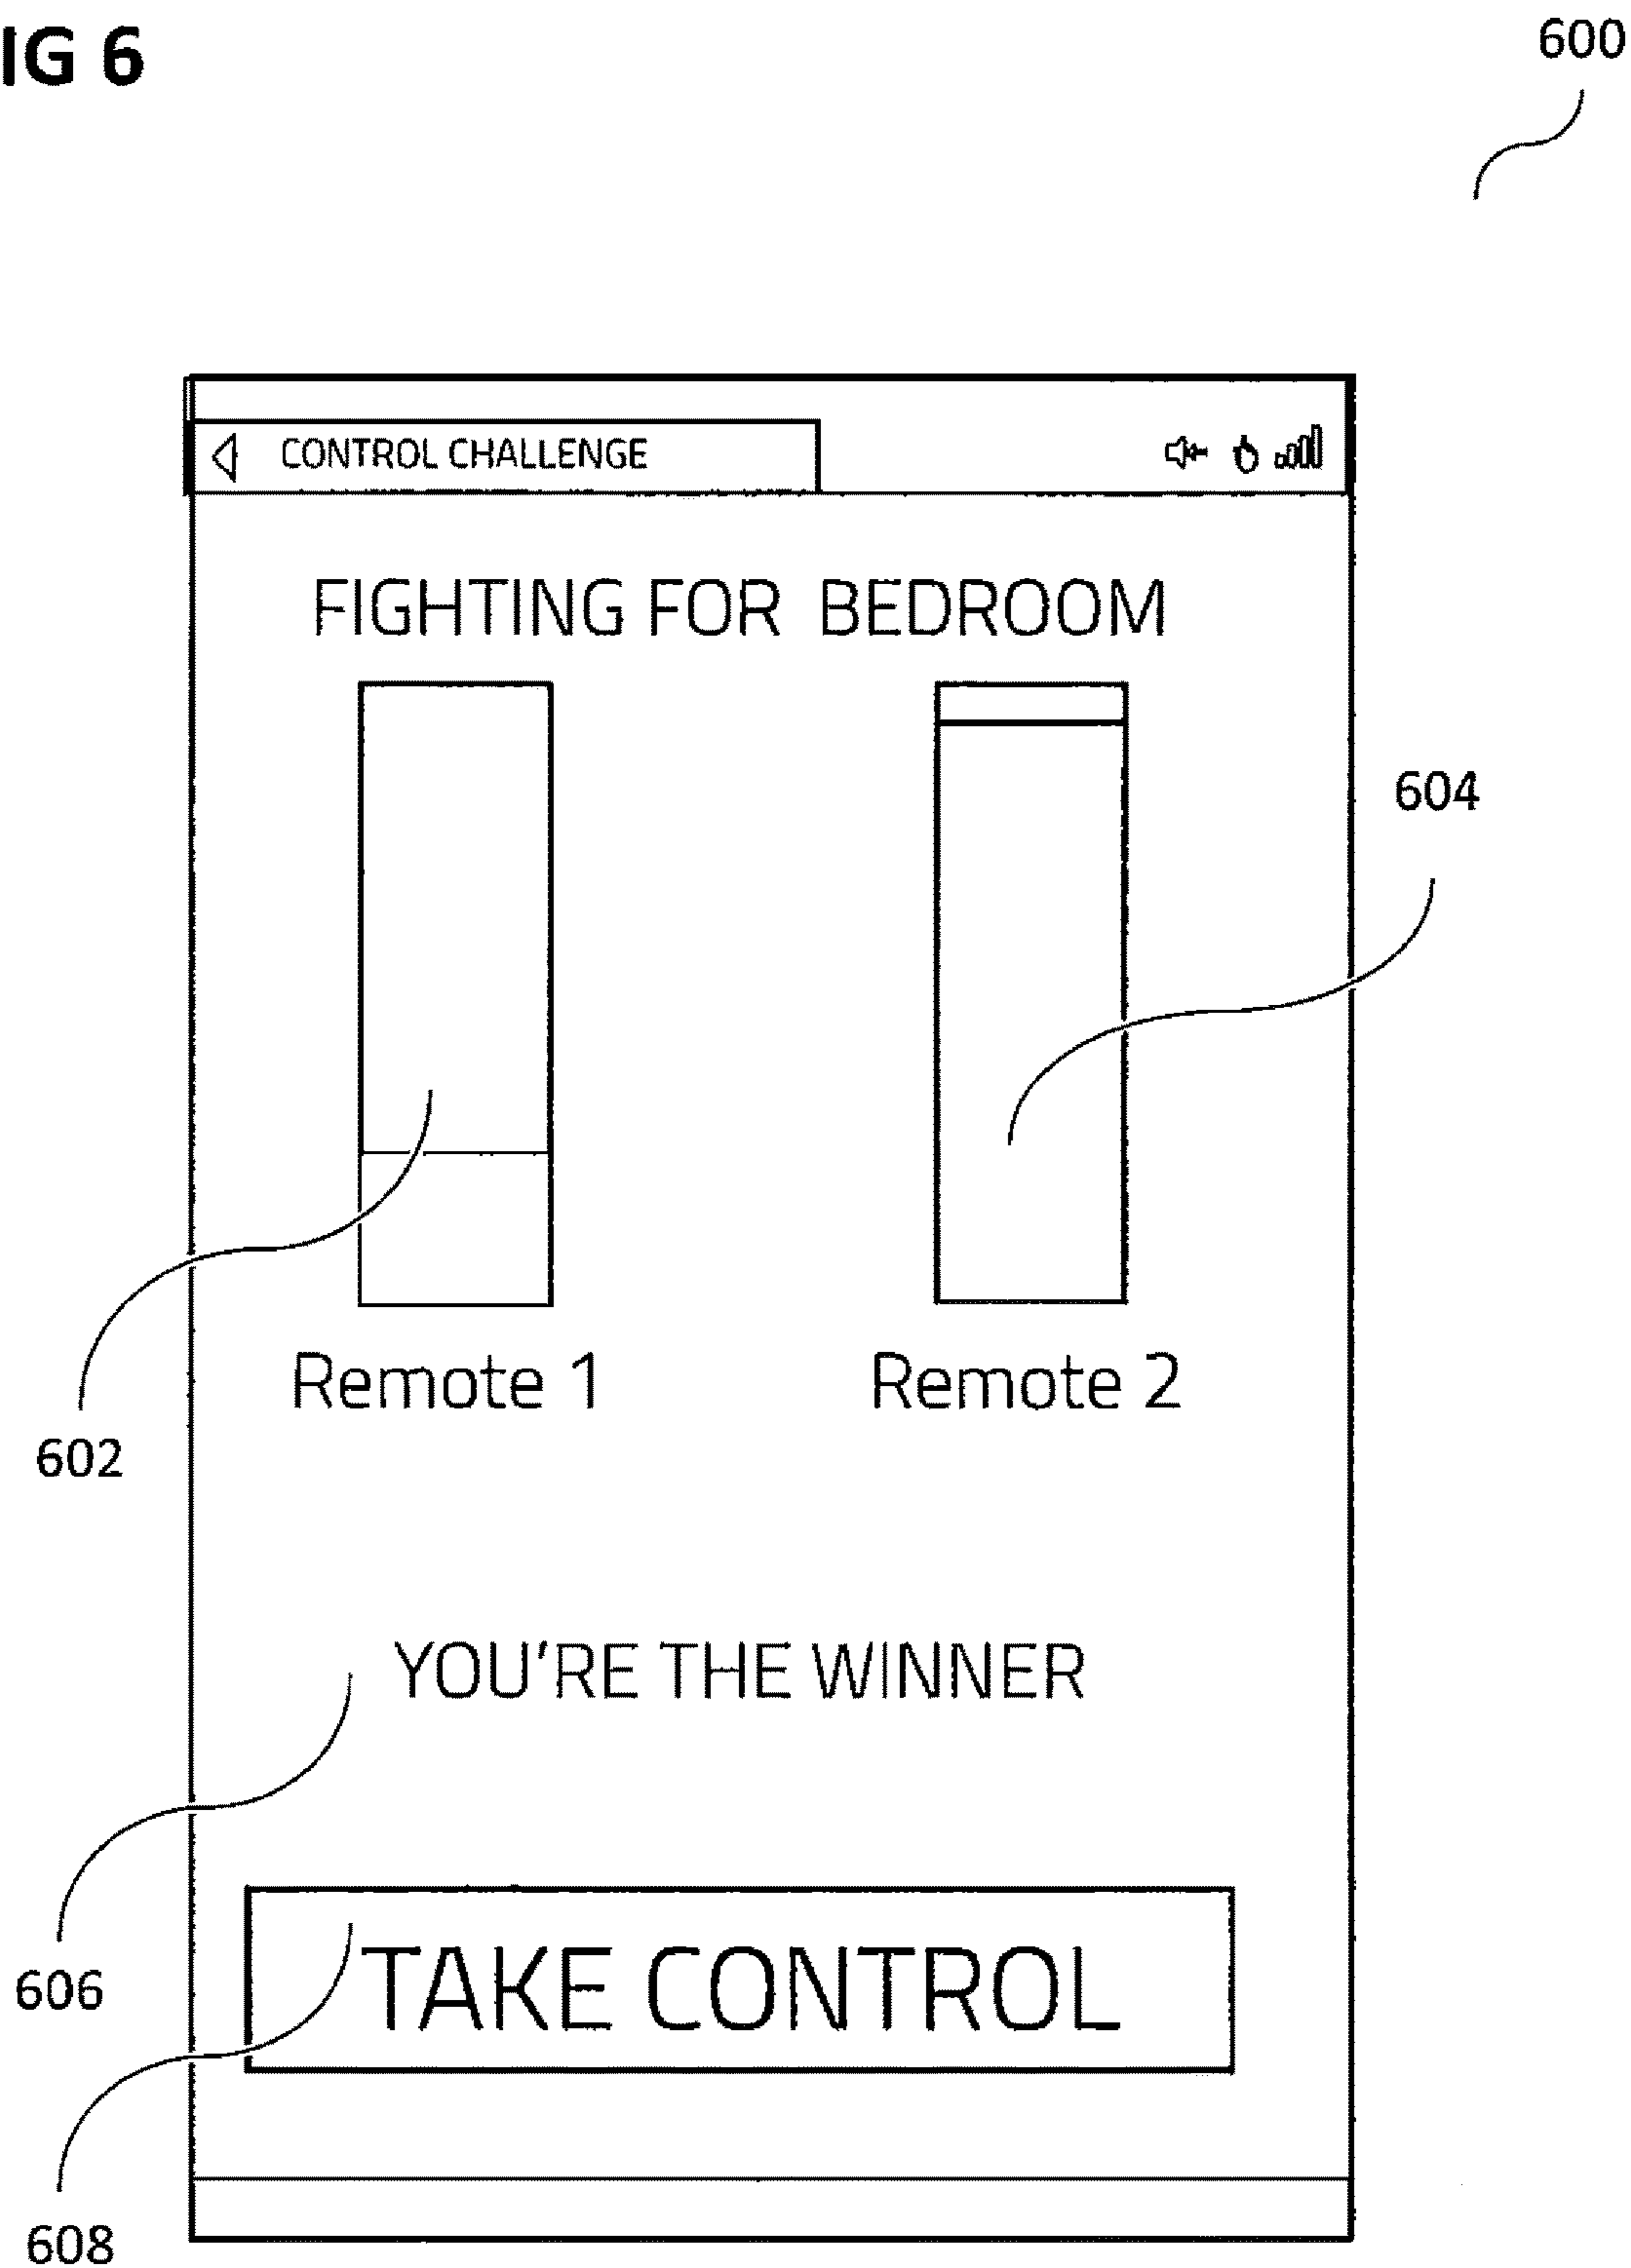 IG 6
600
CONTROL CHALLENGE
FIGHTING FOR BEDROOM
604
Remote 1 Remote 2
602
YOU'RE THE WINNER
606
TAKE CONTROL
608